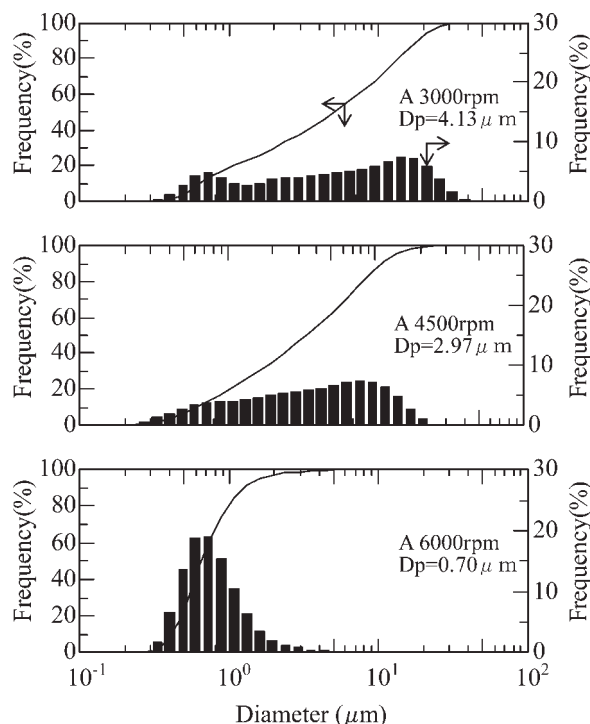 Frequency(%)
100
80
60
40
20
0
30
20
10
0
Frequency(%)
A 3000rpm
Dp=4.13 μ m
Frequency(%)
100
80
60
40
20
0
30
20
10
0
Frequency(%)
A 4500rpm
Dp=2.97 μ m
Frequency(%)
100
80
60
40
20
0
30
20
10
0
Frequency(%)
A 6000rpm
Dp=0.70 μ m
10⁻¹ 10⁰ 10¹ 10²
Diameter (μm)